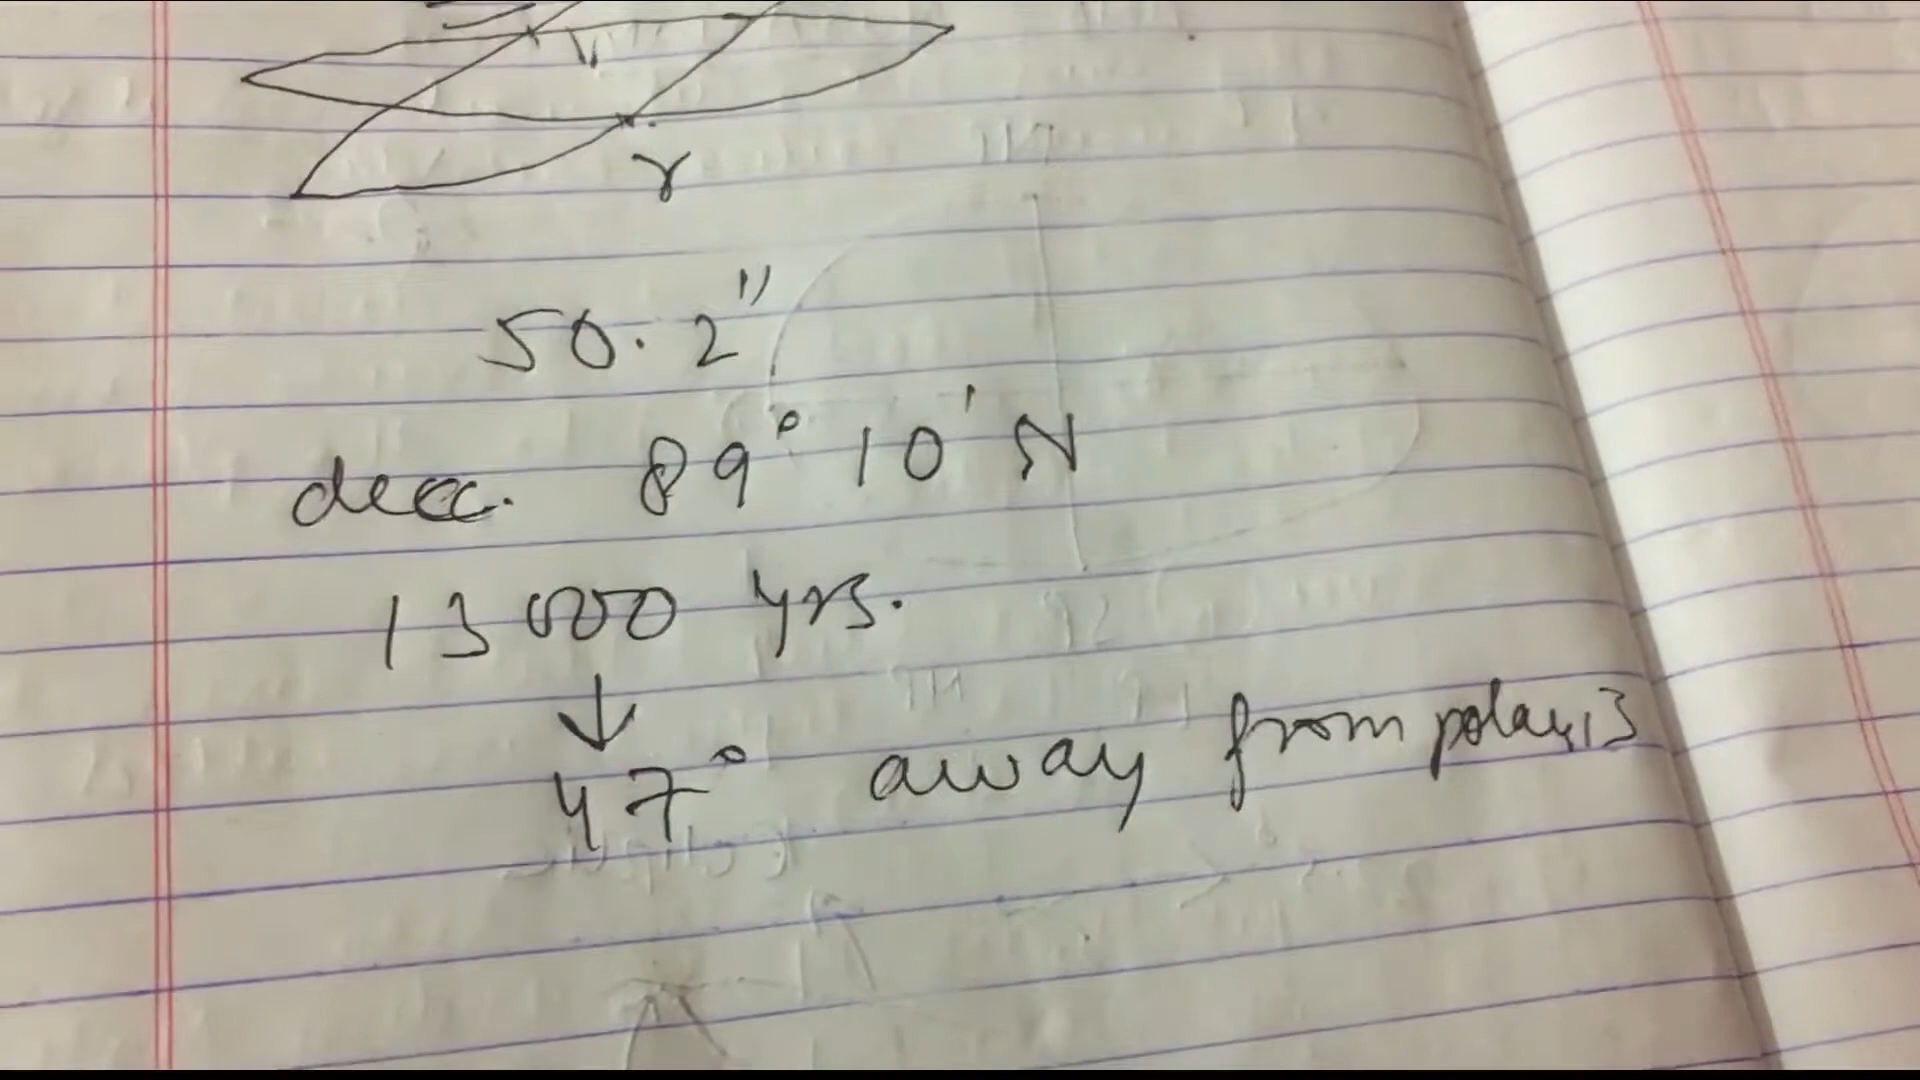 γ
50.2"
dec. 89° 10' N
13000 yrs.
↓
47° away from polaris